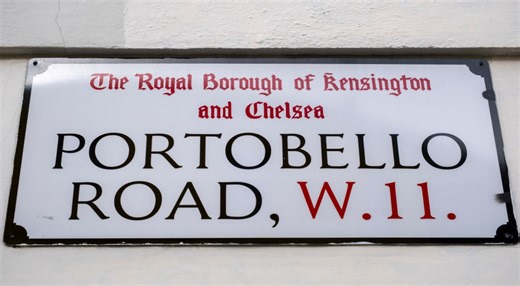 The Royal Borough of Kensington
and Chelsea
PORTOBELLO
ROAD, W.11.